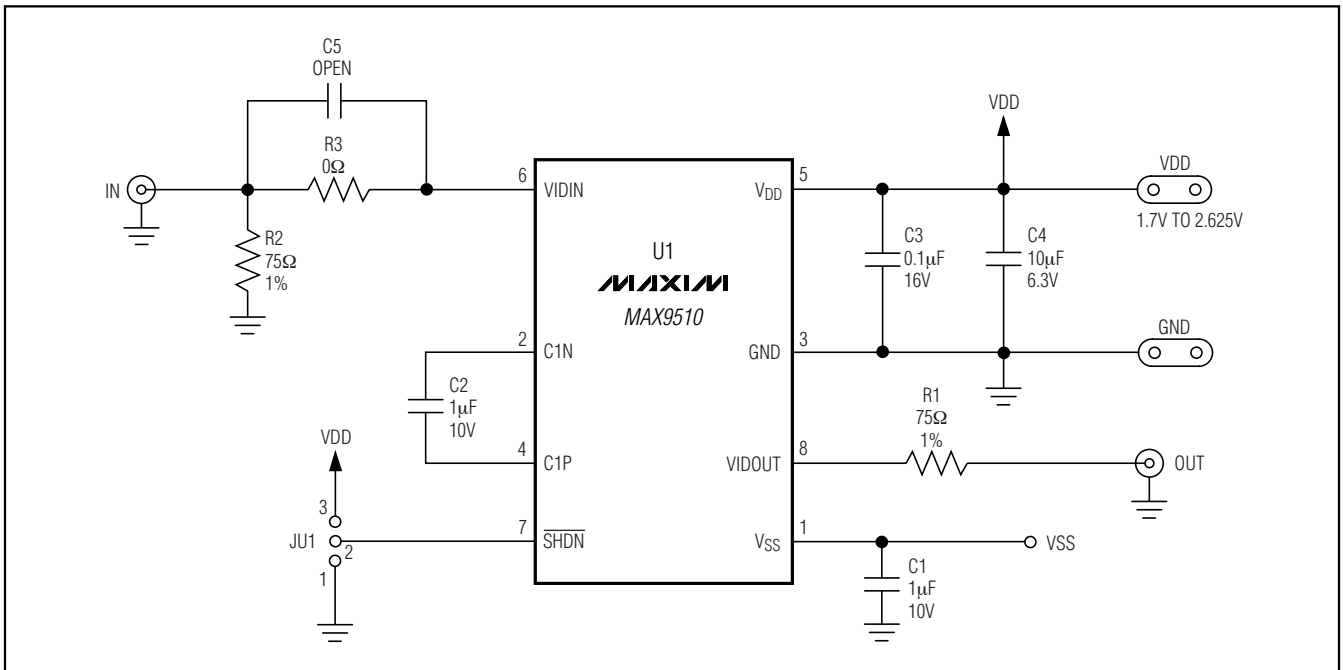 C5
OPEN
R3
0Ω
IN
R2
75Ω
1%
6
VIDIN
2
C1N
C2
1μF
10V
4
C1P
VDD
3
JU1
2
1
7
SHDN
U1
MAXIM
MAX9510
VDD
5
VDD
VDD
1.7V TO 2.625V
C3
0.1μF
16V
C4
10μF
6.3V
GND
3
GND
R1
75Ω
1%
VIDOUT
8
OUT
VSS
1
VSS
C1
1μF
10V